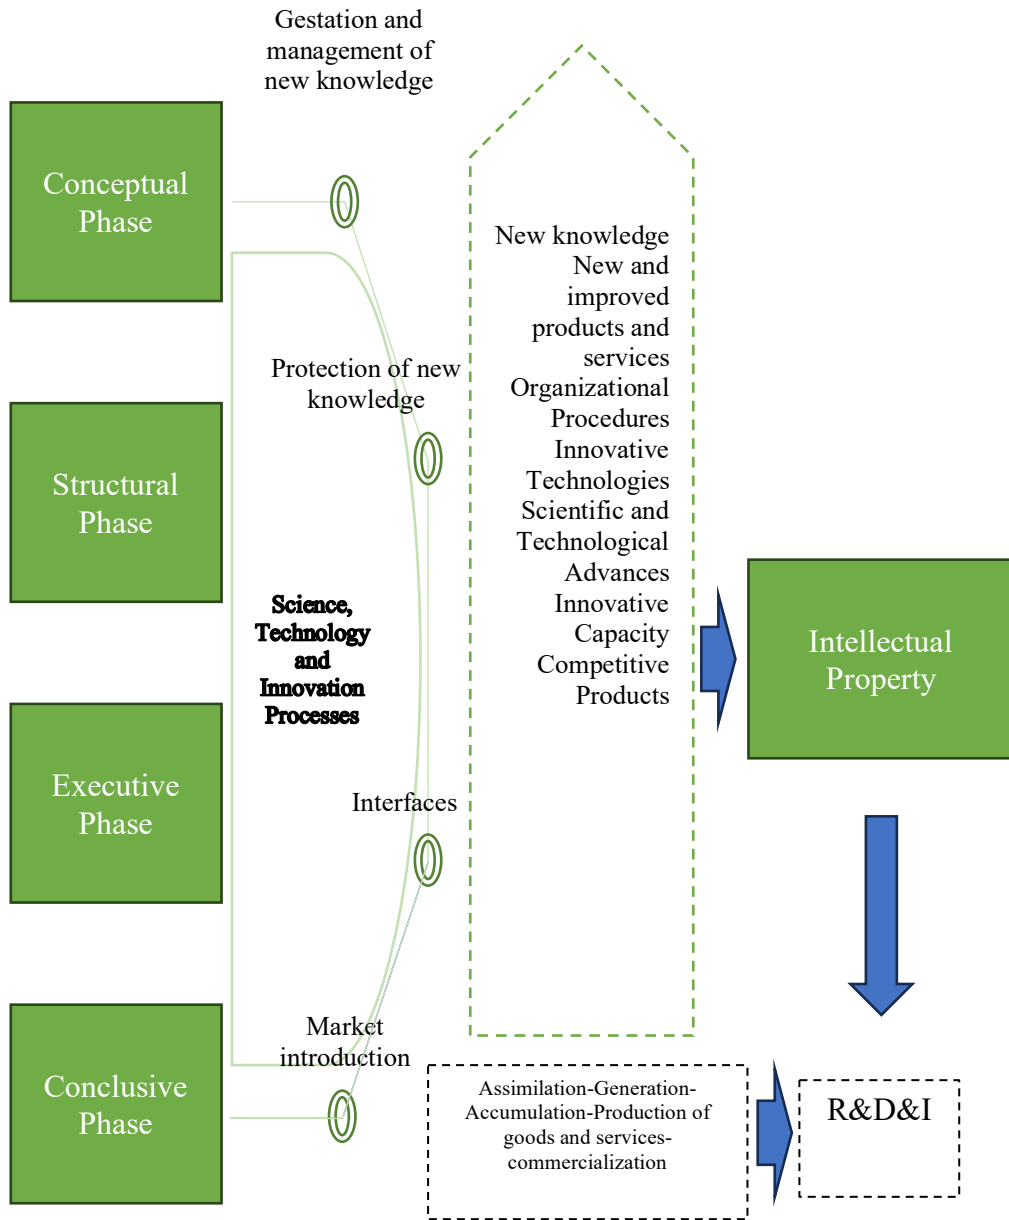 Gestation and
management of
new knowledge
Conceptual
Phase
Structural
Phase
Executive
Phase
Conclusive
Phase
Protection of new
knowledge
Science,
Technology
and
Innovation
Processes
Interfaces
Market
introduction
New knowledge
New and
improved
products and
services
Organizational
Procedures
Innovative
Technologies
Scientific and
Technological
Advances
Innovative
Capacity
Competitive
Products
Intellectual
Property
Assimilation-Generation-
Accumulation-Production of
goods and services-
commercialization
R&D&I